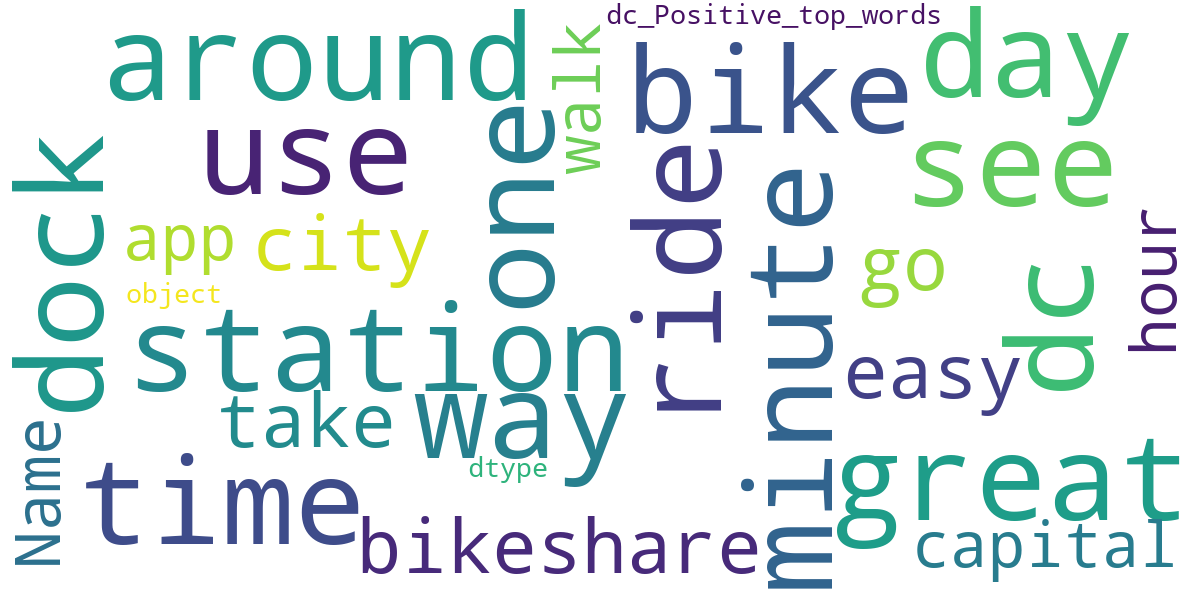 dc_Positive_top_words
around
walk
bike
day
use
one
see
dock
ride
minute
app
city
go
hour
object
dc
station
easy
take
way
Name
dtype
time
great
bikeshare
capital